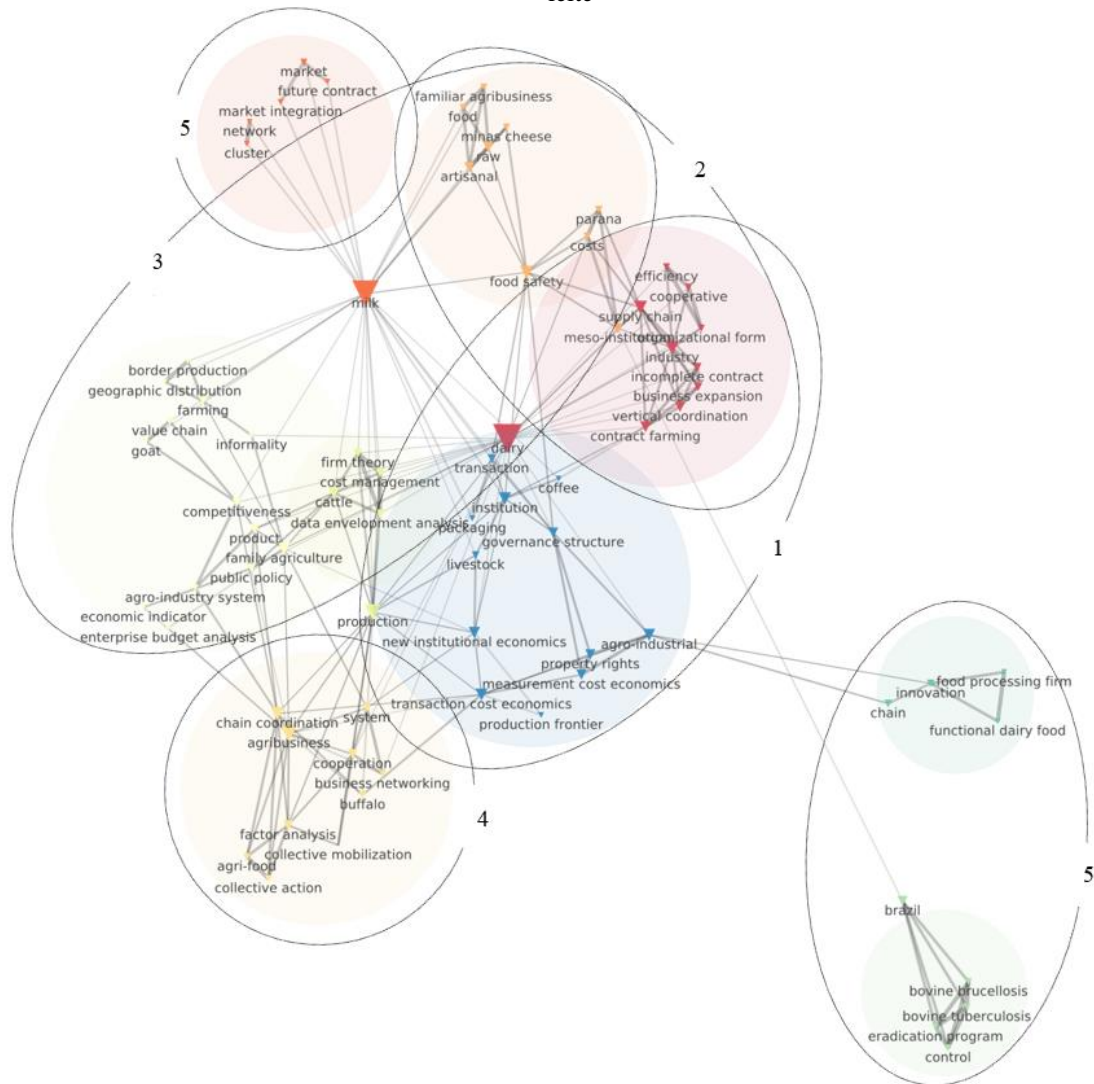 market
future contract
market integration
network
cluster
5
familiar agribusiness
food
minas cheese
raw
artisanal
2
parana
costs
3
food safety
efficiency
cooperative
milk
supply chain
meso-institution
organizational form
industry
border production
incomplete contract
geographic distribution
business expansion
farming
vertical coordination
value chain
contract farming
informality
goat
dairy
firm theory
transaction
cost management
coffee
cattle
institution
competitiveness
data envelopment analysis
packaging
product
governance structure
1
family agriculture
livestock
public policy
agro-industry system
economic indicator
production
enterprise budget analysis
new institutional economics
agro-industrial
property rights
measurement cost economics
food processing firm
innovation
transaction cost economics
chain
system
chain coordination
production frontier
functional dairy food
agribusiness
cooperation
business networking
buffalo
4
factor analysis
collective mobilization
agri-food
5
collective action
brazil
bovine brucellosis
bovine tuberculosis
eradication program
control